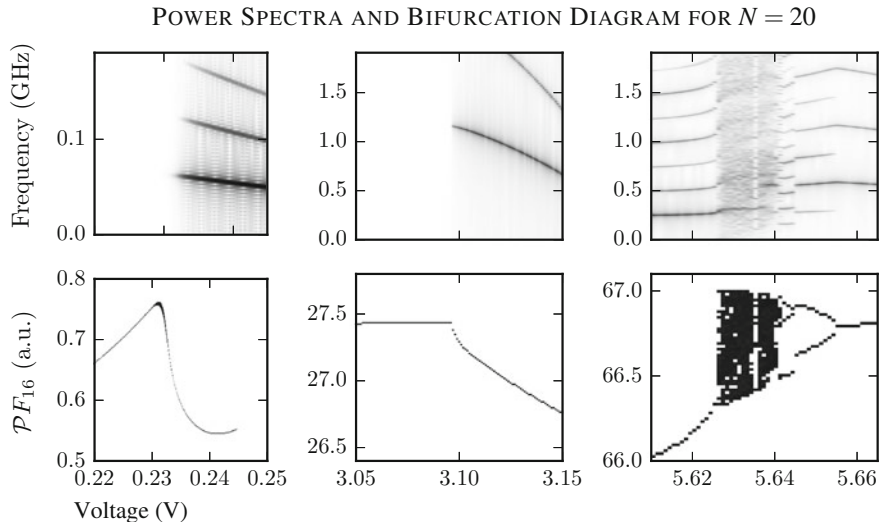 POWER SPECTRA AND BIFURCATION DIAGRAM FOR N = 20
Frequency (GHz)
0.1
0.0
1.5
1.0
0.5
0.0
1.5
1.0
0.5
0.0
PF16 (a.u.)
0.8
0.7
0.6
0.5
27.5
27.0
26.5
67.0
66.5
66.0
0.22 0.23 0.24 0.25
3.05 3.10 3.15
5.62 5.64 5.66
Voltage (V)